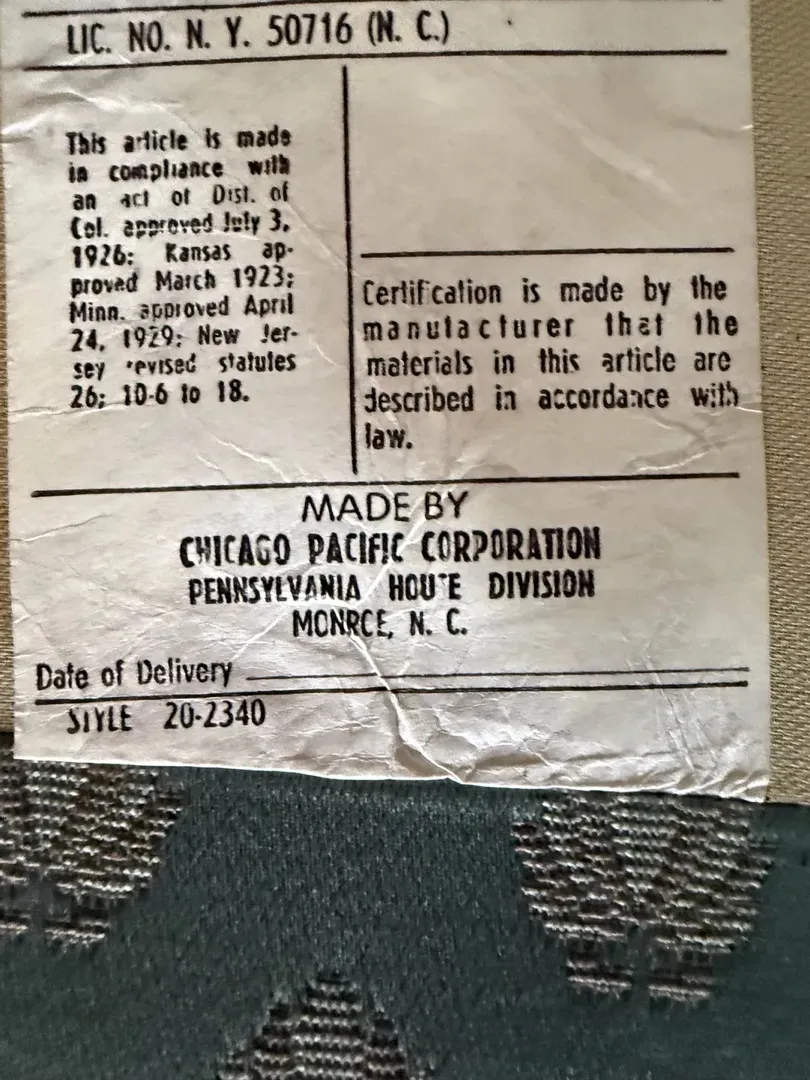 LIC. NO. N. Y. 50716 (N. C.)
This article is made
in compliance with
an act of Dist. of
Col. approved July 3,
1926; Kansas ap-
proved March 1923;
Minn. approved April
24, 1929; New Jer-
sey revised statutes
26; 10-6 to 18.
Certification is made by the
manufacturer that the
materials in this article are
described in accordance with
law.
MADE BY
CHICAGO PACIFIC CORPORATION
PENNSYLVANIA HOUSE DIVISION
MONROE, N. C.
Date of Delivery
STYLE 20-2340